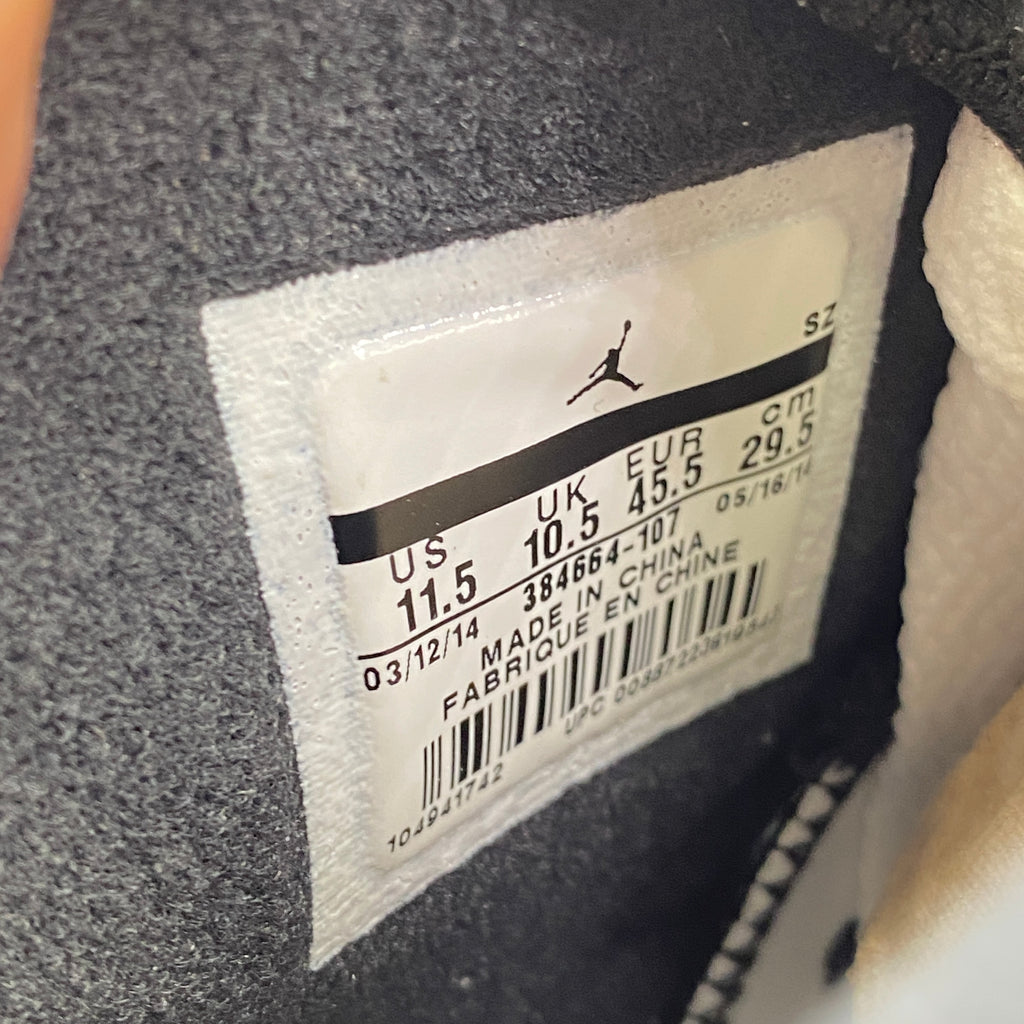 SZ
US UK EUR cm
11.5 10.5 45.5 29.5
03/12/14 384664-107 05/16/14
MADE IN CHINA
FABRIQUE EN CHINE
UPC
104941742